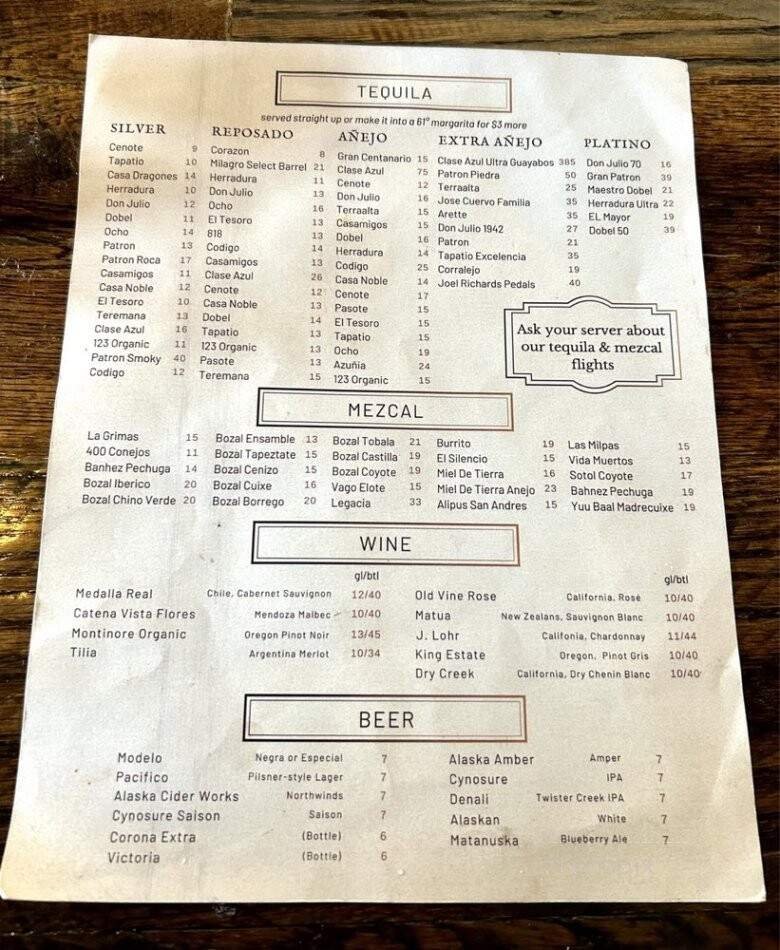 TEQUILA
served straight up or make it into a 61° margarita for $3 more
SILVER
Cenote 9
Tapatio 10
Casa Dragones 14
Herradura 10
Don Julio 12
Dobel 11
Ocho 14
Patron 13
Patron Roca 17
Casamigos 11
Casa Noble 12
El Tesoro 10
Teremana 13
Clase Azul 16
123 Organic 11
Patron Smoky 40
Codigo 12
REPOSADO
Corazon 8
Milagro Select Barrel 21
Herradura 11
Don Julio 13
Ocho 16
El Tesoro 13
818 13
Codigo 14
Casamigos 13
Clase Azul 26
Cenote 12
Casa Noble 13
Dobel 14
Tapatio 13
123 Organic 13
Pasote 13
Teremana 15
AÑEJO
Gran Centanario 15
Clase Azul 75
Cenote 12
Don Julio 16
Terraalta 15
Casamigos 15
Dobel 16
Herradura 14
Codigo 25
Casa Noble 14
Cenote 17
Pasote 15
El Tesoro 15
Tapatio 15
Ocho 19
Azuñia 24
123 Organic 15
EXTRA AÑEJO
Clase Azul Ultra Guayabos 385
Patron Piedra 50
Terraalta 25
Jose Cuervo Familia 35
Arette 35
Don Julio 1942 27
Patron 21
Tapatio Excelencia 35
Corralejo 19
Joel Richards Pedals 40
PLATINO
Don Julio 70 16
Gran Patron 39
Maestro Dobel 21
Herradura Ultra 22
EL Mayor 19
Dobel 50 39
Ask your server about
our tequila & mezcal
flights
MEZCAL
La Grimas 15
400 Conejos 11
Banhez Pechuga 14
Bozal Iberico 20
Bozal Chino Verde 20
Bozal Ensamble 13
Bozal Tapeztate 15
Bozal Cenizo 15
Bozal Cuixe 16
Bozal Borrego 20
Bozal Tobala 21
Bozal Castilla 19
Bozal Coyote 19
Vago Elote 15
Legacia 33
Burrito 19
El Silencio 15
Miel De Tierra 16
Miel De Tierra Anejo 23
Alipus San Andres 15
Las Milpas 15
Vida Muertos 13
Sotol Coyote 17
Bahnez Pechuga 19
Yuu Baal Madrecuixe 19
WINE
gl/btl
Medalla Real Chile, Cabernet Sauvignon 12/40
Catena Vista Flores Mendoza Malbec 10/40
Montinore Organic Oregon Pinot Noir 13/45
Tilia Argentina Merlot 10/34
gl/btl
Old Vine Rose California, Rose 10/40
Matua New Zealans, Sauvignon Blanc 10/40
J. Lohr Califonia, Chardonnay 11/44
King Estate Oregon, Pinot Gris 10/40
Dry Creek California, Dry Chenin Blanc 10/40
BEER
Modelo Negra or Especial 7
Pacifico Pilsner-style Lager 7
Alaska Cider Works Northwinds 7
Cynosure Saison Saison 7
Corona Extra (Bottle) 6
Victoria (Bottle) 6
Alaska Amber Amper 7
Cynosure IPA 7
Denali Twister Creek IPA 7
Alaskan White 7
Matanuska Blueberry Ale 7